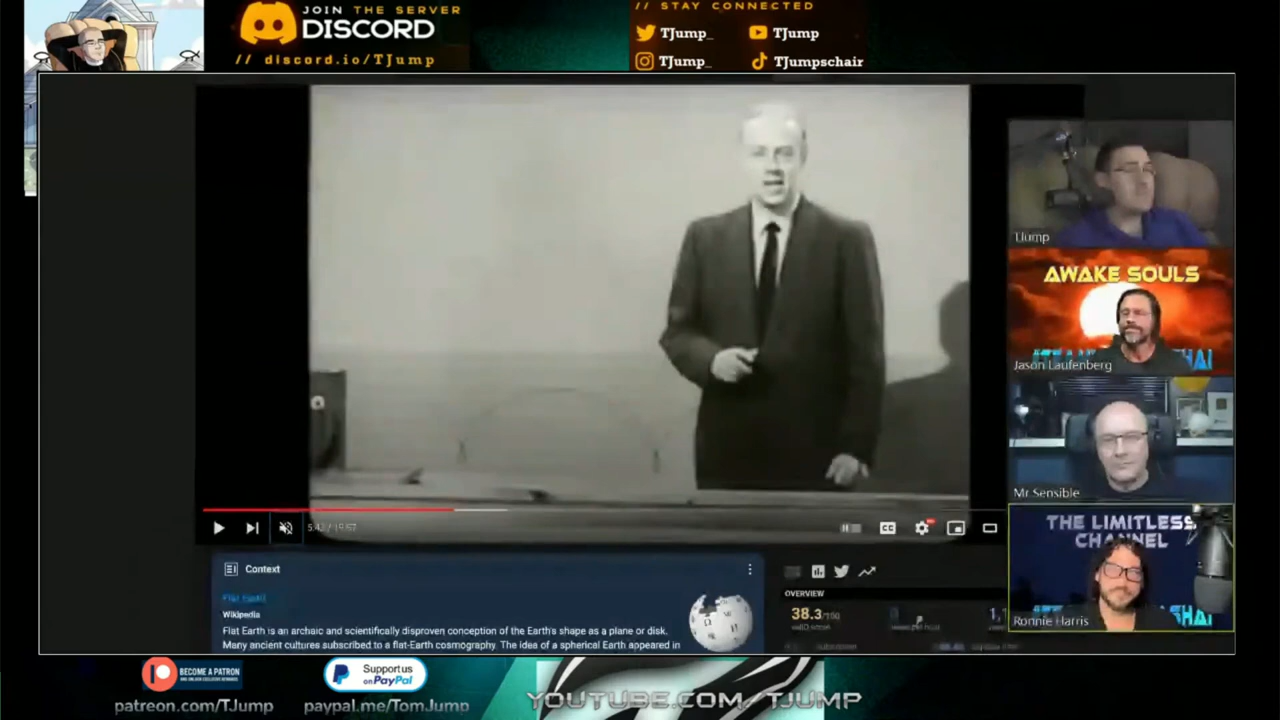 JOIN THE SERVER
DISCORD
// discord.io/TJump
// STAY CONNECTED
TJump_
TJump
TJump_
TJumpschair
TJump
AWAKE SOULS
Jason Laufenberg
Mr Sensible
THE LIMITLESS
CHANNEL
Ronnie Harris
CC
Context
Flat Earth
Wikipedia
Flat Earth is an archaic and scientifically disproven conception of the Earth's shape as a plane or disk.
Many ancient cultures subscribed to a flat-Earth cosmography. The idea of a spherical Earth appeared in
OVERVIEW
38.3/100
BECOME A PATRON
patreon.com/TJump
Support us
on PayPal
paypal.me/TomJump
YOUTUBE.COM/TJUMP